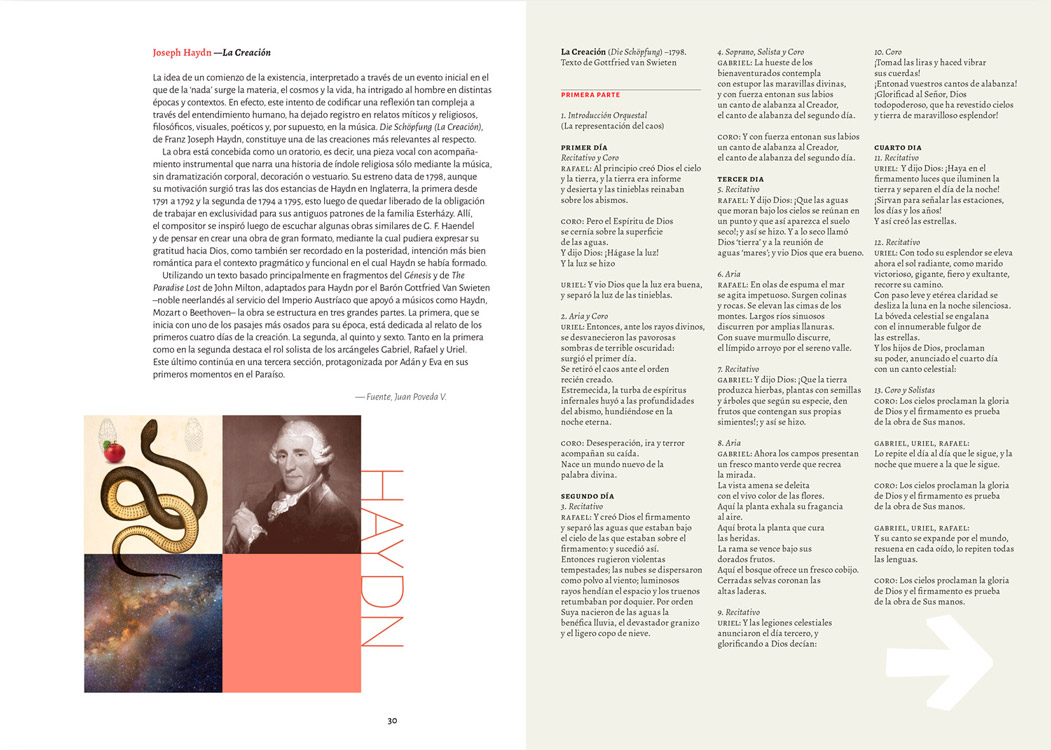 Joseph Haydn —La Creación
La idea de un comienzo de la existencia, interpretado a través de un evento inicial en el
que de la 'nada' surge la materia, el cosmos y la vida, ha intrigado al hombre en distintas
épocas y contextos. En efecto, este intento de codificar una reflexión tan compleja a
través del entendimiento humano, ha dejado registro en relatos míticos y religiosos,
filosóficos, visuales, poéticos y, por supuesto, en la música. Die Schöpfung (La Creación),
de Franz Joseph Haydn, constituye una de las creaciones más relevantes al respecto.
La obra está concebida como un oratorio, es decir, una pieza vocal con acompaña-
miento instrumental que narra una historia de índole religiosa sólo mediante la música,
sin dramatización corporal, decoración o vestuario. Su estreno data de 1798, aunque
su motivación surgió tras las dos estancias de Haydn en Inglaterra, la primera desde
1791 a 1792 y la segunda de 1794 a 1795, esto luego de quedar liberado de la obligación
de trabajar en exclusividad para sus antiguos patrones de la familia Esterházy. Allí,
el compositor se inspiró luego de escuchar algunas obras similares de G. F. Haendel
y de pensar en crear una obra de gran formato, mediante la cual pudiera expresar su
gratitud hacia Dios, como también ser recordado en la posteridad, intención más bien
romántica para el contexto pragmático y funcional en el cual Haydn se había formado.
Utilizando un texto basado principalmente en fragmentos del Génesis y de The
Paradise Lost de John Milton, adaptados para Haydn por el Barón Gottfried Van Swieten
–noble neerlandés al servicio del Imperio Austríaco que apoyó a músicos como Haydn,
Mozart o Beethoven– la obra se estructura en tres grandes partes. La primera, que se
inicia con uno de los pasajes más osados para su época, está dedicada al relato de los
primeros cuatro días de la creación. La segunda, al quinto y sexto. Tanto en la primera
como en la segunda destaca el rol solista de los arcángeles Gabriel, Rafael y Uriel.
Este último continúa en una tercera sección, protagonizada por Adán y Eva en sus
primeros momentos en el Paraíso.
— Fuente, Juan Poveda V.
HAYDN
30
La Creación (Die Schöpfung) –1798.
Texto de Gottfried van Swieten
PRIMERA PARTE
1. Introducción Orquestal
(La representación del caos)
PRIMER DÍA
Recitativo y Coro
RAFAEL: Al principio creó Dios el cielo
y la tierra, y la tierra era informe
y desierta y las tinieblas reinaban
sobre los abismos.
CORO: Pero el Espíritu de Dios
se cernía sobre la superficie
de las aguas.
Y dijo Dios: ¡Hágase la luz!
Y la luz se hizo
URIEL: Y vio Dios que la luz era buena,
y separó la luz de las tinieblas.
2. Aria y Coro
URIEL: Entonces, ante los rayos divinos,
se desvanecieron las pavorosas
sombras de terrible oscuridad:
surgió el primer día.
Se retiró el caos ante el orden
recién creado.
Estremecida, la turba de espíritus
infernales huyó a las profundidades
del abismo, hundiéndose en la
noche eterna.
CORO: Desesperación, ira y terror
acompañan su caída.
Nace un mundo nuevo de la
palabra divina.
SEGUNDO DÍA
3. Recitativo
RAFAEL: Y creó Dios el firmamento
y separó las aguas que estaban bajo
el cielo de las que estaban sobre el
firmamento: y sucedió así.
Entonces rugieron violentas
tempestades; las nubes se dispersaron
como polvo al viento; luminosos
rayos hendían el espacio y los truenos
retumbaban por doquier. Por orden
Suya nacieron de las aguas la
benéfica lluvia, el devastador granizo
y el ligero copo de nieve.
4. Soprano, Solista y Coro
GABRIEL: La hueste de los
bienaventurados contempla
con estupor las maravillas divinas,
y con fuerza entonan sus labios
un canto de alabanza al Creador,
el canto de alabanza del segundo día.
CORO: Y con fuerza entonan sus labios
un canto de alabanza al Creador,
el canto de alabanza del segundo día.
TERCER DIA
5. Recitativo
RAFAEL: Y dijo Dios: ¡Que las aguas
que moran bajo los cielos se reúnan en
un punto y que así aparezca el suelo
seco!; y así se hizo. Y a lo seco llamó
Dios 'tierra' y a la reunión de
aguas 'mares'; y vio Dios que era bueno.
6. Aria
RAFAEL: En olas de espuma el mar
se agita impetuoso. Surgen colinas
y rocas. Se elevan las cimas de los
montes. Largos ríos sinuosos
discurren por amplias llanuras.
Con suave murmullo discurre,
el límpido arroyo por el sereno valle.
7. Recitativo
GABRIEL: Y dijo Dios: ¡Que la tierra
produzca hierbas, plantas con semillas
y árboles que según su especie, den
frutos que contengan sus propias
simientes!; y así se hizo.
8. Aria
GABRIEL: Ahora los campos presentan
un fresco manto verde que recrea
la mirada.
La vista amena se deleita
con el vivo color de las flores.
Aquí la planta exhala su fragancia
al aire.
Aquí brota la planta que cura
las heridas.
La rama se vence bajo sus
dorados frutos.
Aquí el bosque ofrece un fresco cobijo.
Cerradas selvas coronan las
altas laderas.
9. Recitativo
URIEL: Y las legiones celestiales
anunciaron el día tercero, y
glorificando a Dios decían:
10. Coro
¡Tomad las liras y haced vibrar
sus cuerdas!
¡Entonad vuestros cantos de alabanza!
¡Glorificad al Señor, Dios
todopoderoso, que ha revestido cielos
y tierra de maravilloso esplendor!
CUARTO DIA
11. Recitativo
URIEL: Y dijo Dios: ¡Haya en el
firmamento luces que iluminen la
tierra y separen el día de la noche!
¡Sirvan para señalar las estaciones,
los días y los años!
Y así creó las estrellas.
12. Recitativo
URIEL: Con todo su esplendor se eleva
ahora el sol radiante, como marido
victorioso, gigante, fiero y exultante,
recorre su camino.
Con paso leve y etérea claridad se
desliza la luna en la noche silenciosa.
La bóveda celestial se engalana
con el innumerable fulgor de
las estrellas.
Y los hijos de Dios, proclaman
su poder, anunciado el cuarto día
con un canto celestial:
13. Coro y Solistas
CORO: Los cielos proclaman la gloria
de Dios y el firmamento es prueba
de la obra de Sus manos.
GABRIEL, URIEL, RAFAEL:
Lo repite el día al día que le sigue, y la
noche que muere a la que le sigue.
CORO: Los cielos proclaman la gloria
de Dios y el firmamento es prueba
de la obra de Sus manos.
GABRIEL, URIEL, RAFAEL:
Y su canto se expande por el mundo,
resuena en cada oído, lo repiten todas
las lenguas.
CORO: Los cielos proclaman la gloria
de Dios y el firmamento es prueba
de la obra de Sus manos.